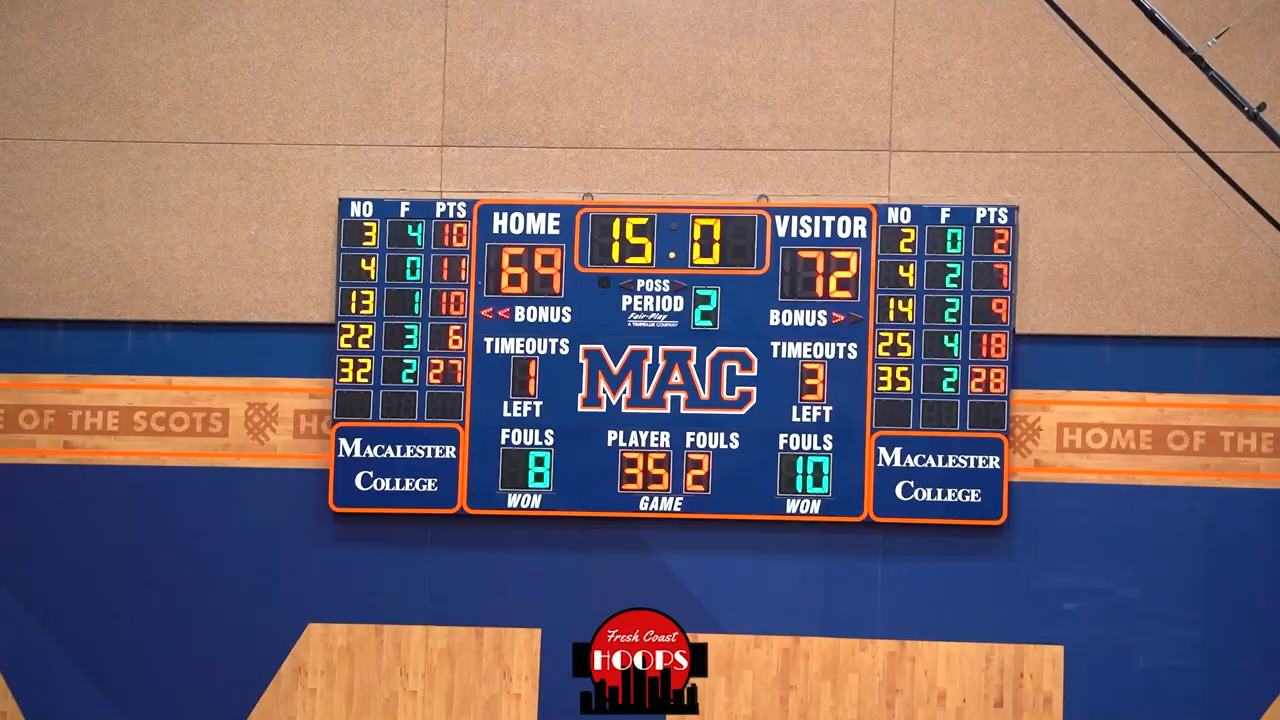 NO F PTS
3 4 10
4 0 11
13 1 10
22 3 6
32 2 27
MACALESTER
COLLEGE
HOME
69
BONUS
TIMEOUTS
1
LEFT
FOULS
8
WON
15.0
POSS
PERIOD 2
Fair-Play
MAC
PLAYER FOULS
35 2
GAME
VISITOR
72
BONUS
TIMEOUTS
3
LEFT
FOULS
10
WON
NO F PTS
2 0 2
4 2 7
14 2 9
25 4 18
35 2 28
MACALESTER
COLLEGE
E OF THE SCOTS
HO
HOME OF THE
Fresh Coast
HOOPS